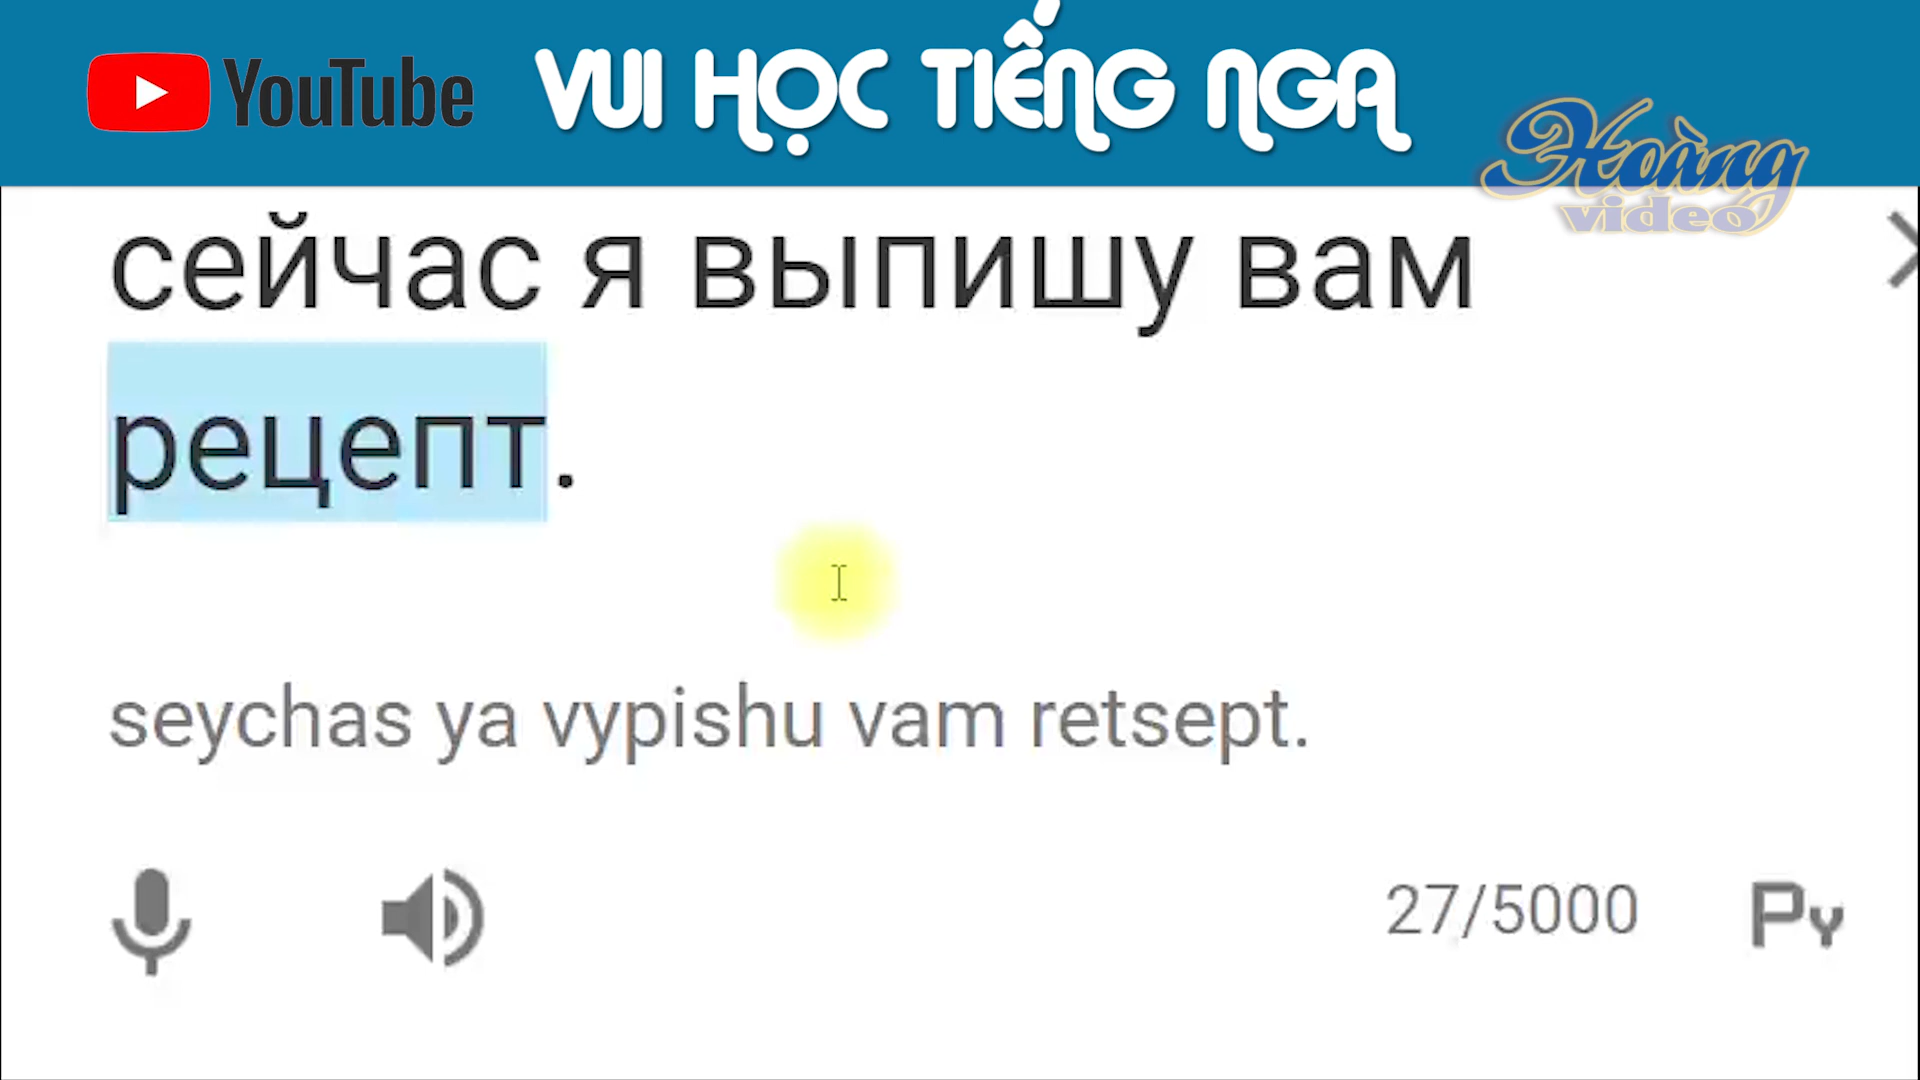 YouTube VUI HỌC TIẾNG NGA
Hoàng
video
сейчас я выпишу вам
рецепт.
seychas ya vypishu vam retsept.
27/5000 Ру